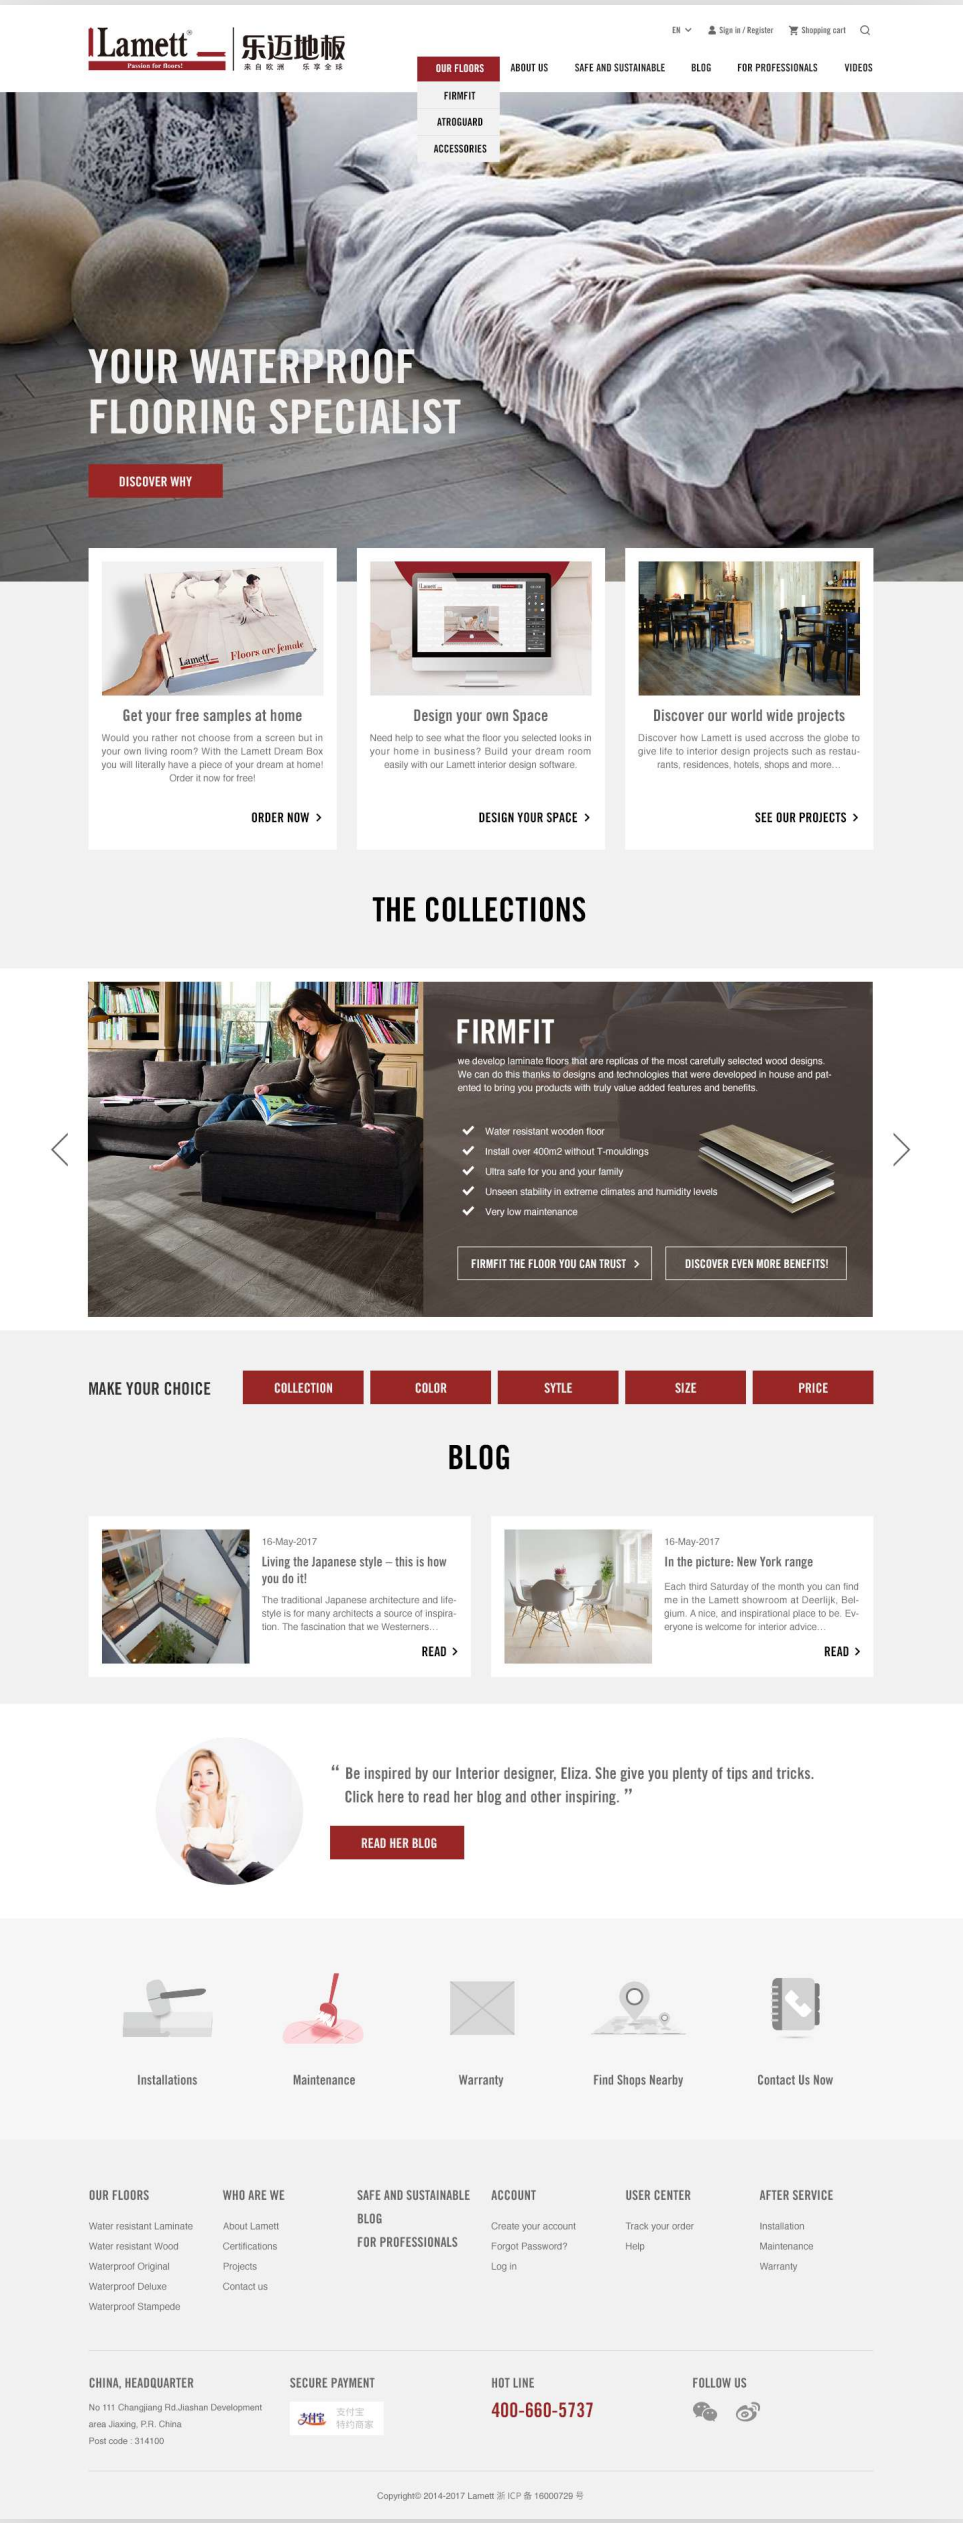 Lamett®
Passion for floors!
乐迈地板
来自欧洲 乐享全球
EN
Sign in / Register
Shopping cart
OUR FLOORS
ABOUT US
SAFE AND SUSTAINABLE
BLOG
FOR PROFESSIONALS
VIDEOS
FIRMFIT
ATROGUARD
ACCESSORIES
YOUR WATERPROOF
FLOORING SPECIALIST
DISCOVER WHY
Lamett
Floors are female
Get your free samples at home
Would you rather not choose from a screen but in
your own living room? With the Lamett Dream Box
you will literally have a piece of your dream at home!
Order it now for free!
ORDER NOW >
Lamett
Design your own Space
Need help to see what the floor you selected looks in
your home in business? Build your dream room
easily with our Lamett interior design software.
DESIGN YOUR SPACE >
Discover our world wide projects
Discover how Lamett is used accross the globe to
give life to interior design projects such as restau-
rants, residences, hotels, shops and more...
SEE OUR PROJECTS >
THE COLLECTIONS
FIRMFIT
we develop laminate floors that are replicas of the most carefully selected wood designs.
We can do this thanks to designs and technologies that were developed in house and pat-
ented to bring you products with truly value added features and benefits.
Water resistant wooden floor
Install over 400m2 without T-mouldings
Ultra safe for you and your family
Unseen stability in extreme climates and humidity levels
Very low maintenance
FIRMFIT THE FLOOR YOU CAN TRUST >
DISCOVER EVEN MORE BENEFITS!
MAKE YOUR CHOICE
COLLECTION
COLOR
SYTLE
SIZE
PRICE
BLOG
16-May-2017
Living the Japanese style – this is how
you do it!
The traditional Japanese architecture and life-
style is for many architects a source of inspira-
tion. The fascination that we Westerners...
READ >
16-May-2017
In the picture: New York range
Each third Saturday of the month you can find
me in the Lamett showroom at Deerlijk, Bel-
gium. A nice, and inspirational place to be. Ev-
eryone is welcome for interior advice...
READ >
“ Be inspired by our Interior designer, Eliza. She give you plenty of tips and tricks.
Click here to read her blog and other inspiring. ”
READ HER BLOG
Installations
Maintenance
Warranty
Find Shops Nearby
Contact Us Now
OUR FLOORS
Water resistant Laminate
Water resistant Wood
Waterproof Original
Waterproof Deluxe
Waterproof Stampede
WHO ARE WE
About Lamett
Certifications
Projects
Contact us
SAFE AND SUSTAINABLE
BLOG
FOR PROFESSIONALS
ACCOUNT
Create your account
Forgot Password?
Log in
USER CENTER
Track your order
Help
AFTER SERVICE
Installation
Maintenance
Warranty
CHINA, HEADQUARTER
No 111 Changjiang Rd.Jiashan Development
area Jiaxing, P.R. China
Post code : 314100
SECURE PAYMENT
支付宝
支付宝
特约商家
HOT LINE
400-660-5737
FOLLOW US
Copyright© 2014-2017 Lamett 浙 ICP 备 16000729 号